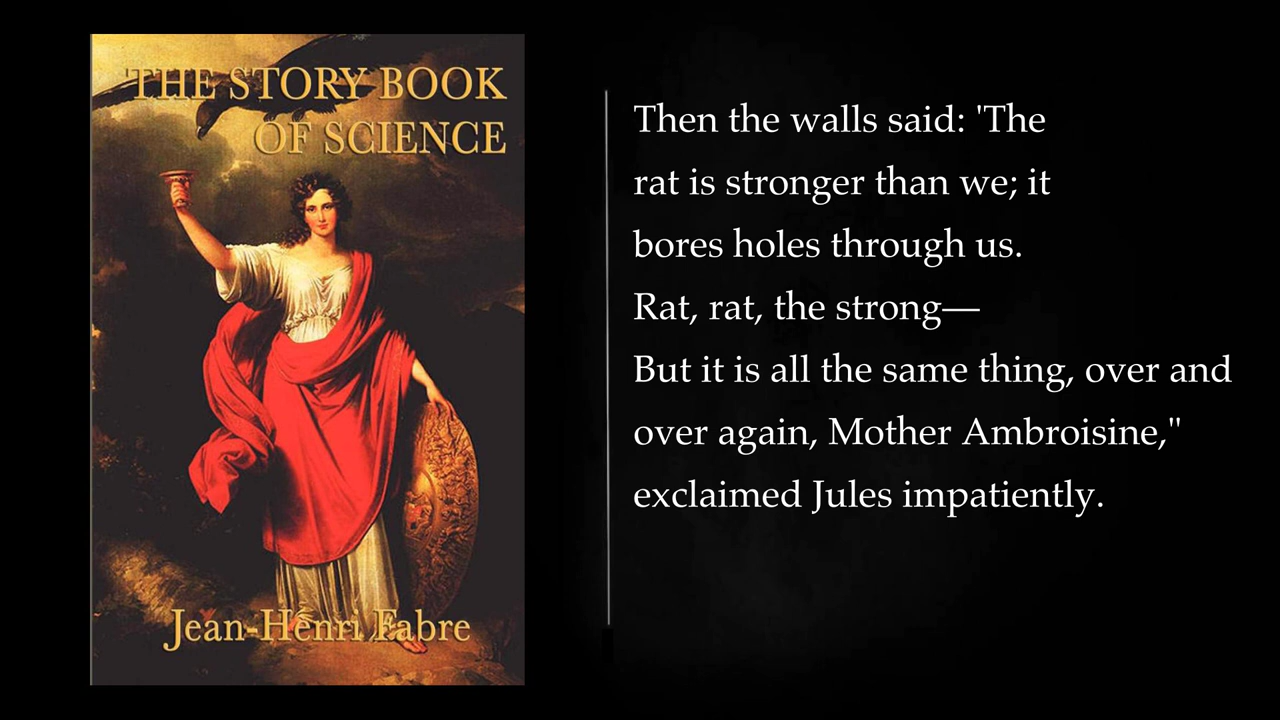 THE STORY BOOK
OF SCIENCE
Jean-Henri Fabre
Then the walls said: 'The
rat is stronger than we; it
bores holes through us.
Rat, rat, the strong—
But it is all the same thing, over and
over again, Mother Ambroisine,"
exclaimed Jules impatiently.